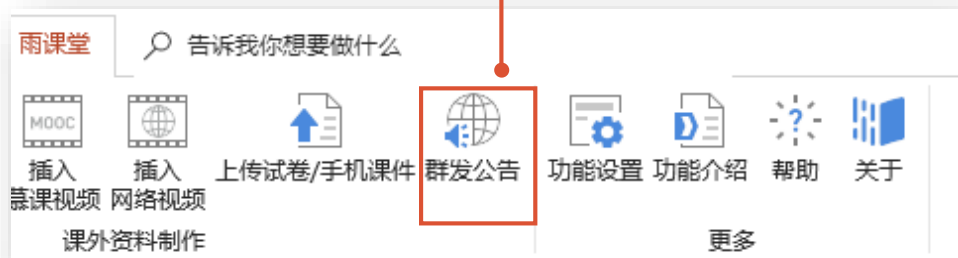 雨课堂 告诉我你想要做什么
MOOC
插入 插入 上传试卷/手机课件 群发公告 功能设置 功能介绍 帮助 关于
慕课视频 网络视频
课外资料制作 更多